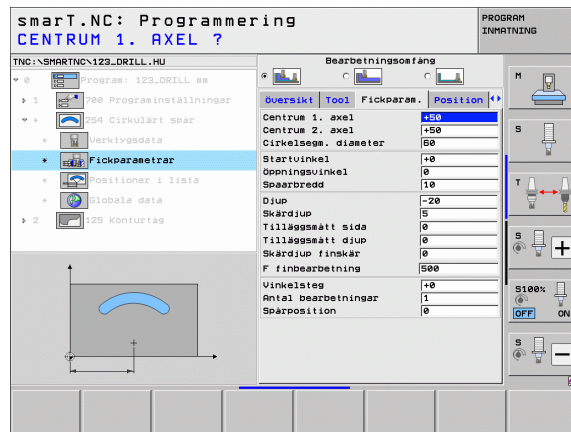 smarT.NC: Programmering
CENTRUM 1. AXEL ?
PROGRAM
INMATNING
TNC:\SMARTNC\123_DRILL.HU
0 Program: 123_DRILL mm
1 700 Programinställningar
* 254 Cirkulärt spår
* Verktygsdata
* Fickparametrar
* Positioner i lista
* Globala data
2 125 Konturtåg
Bearbetningsomfång
Översikt Tool Fickparam. Position
Centrum 1. axel +50
Centrum 2. axel +50
Cirkelsegm. diameter 60
Startvinkel +0
Öppningsvinkel 0
Spaarbredd 10
Djup -20
Skärdjup 5
Tilläggsmått sida 0
Tilläggsmått djup 0
Skärdjup finskär 0
F finbearbetning 500
Vinkelsteg +0
Antal bearbetningar 1
Spårposition 0
M
S
T
S
+
S100%
OFF ON
S
–